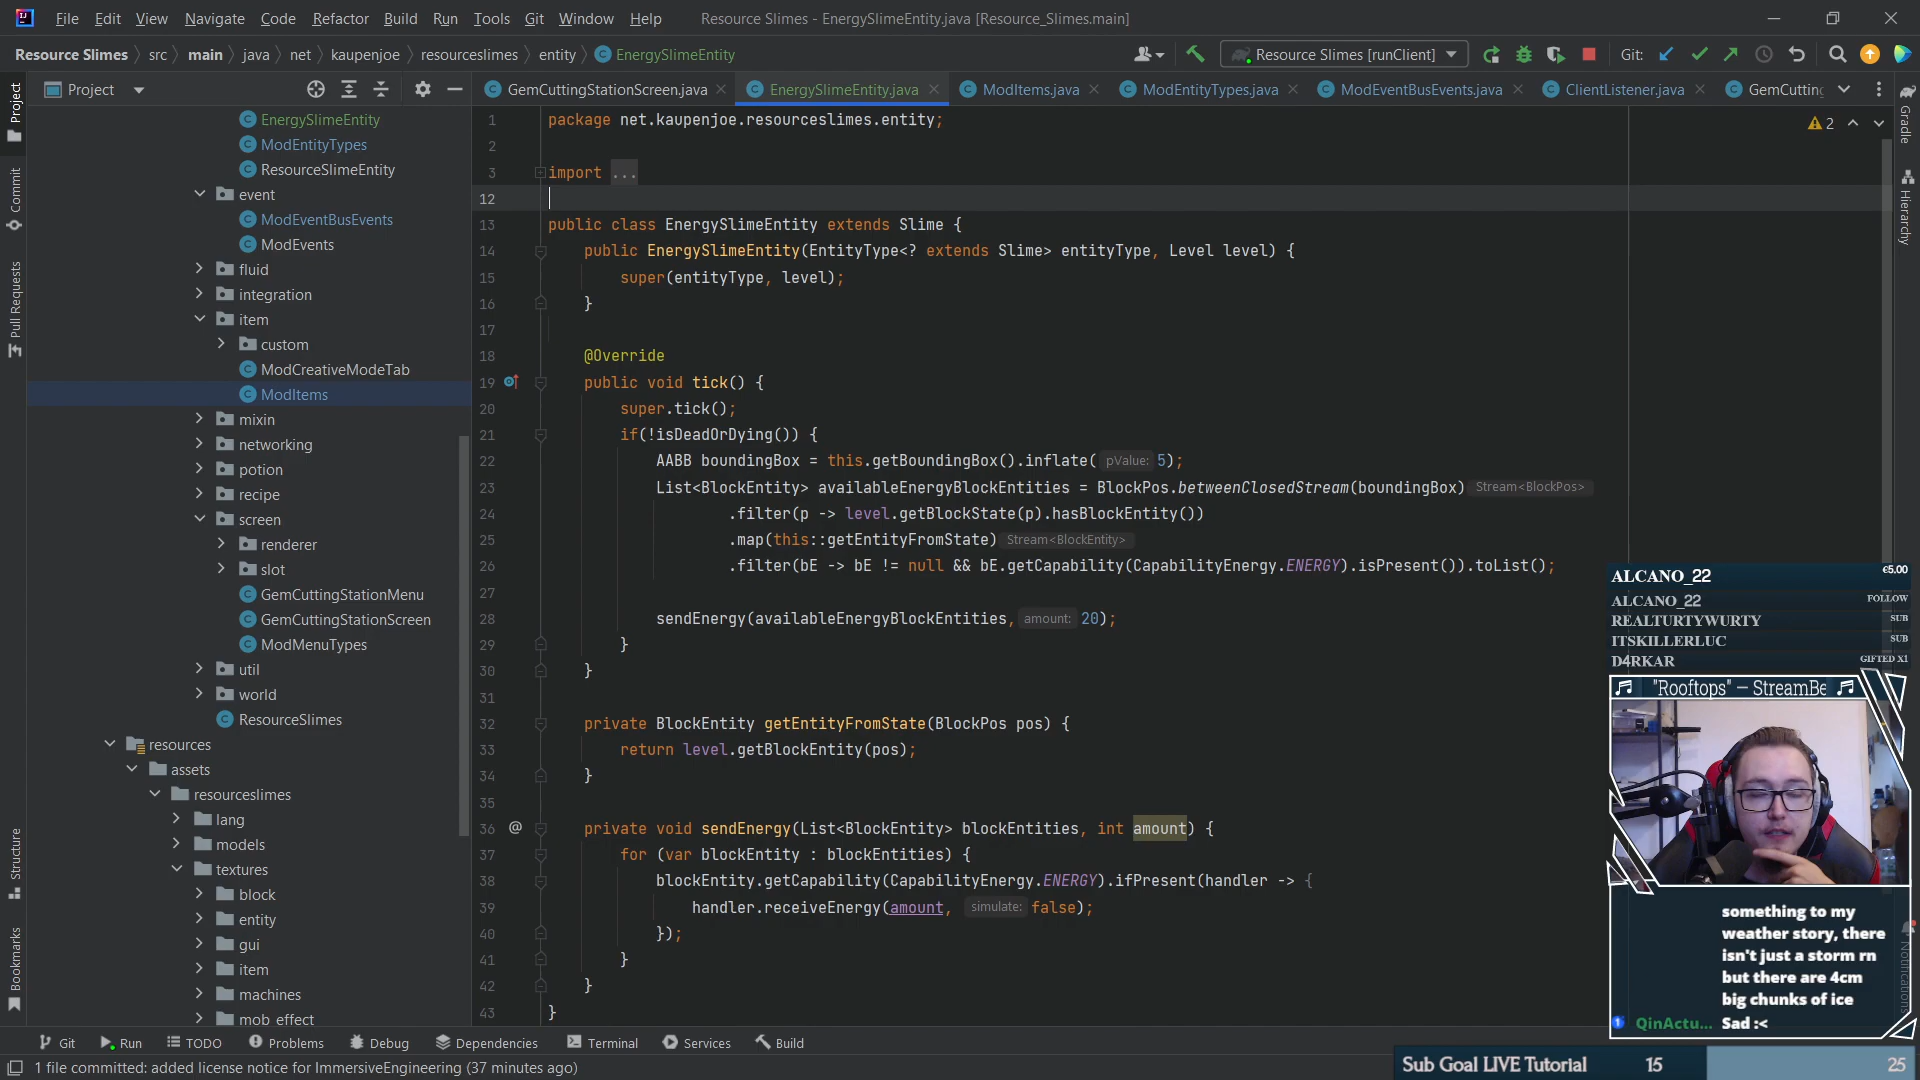 File Edit View Navigate Code Refactor Build Run Tools Git Window Help Resource Slimes - EnergySlimeEntity.java [Resource_Slimes.main]
Resource Slimes src main java net kaupenjoe resourceslimes entity EnergySlimeEntity Resource Slimes [runClient] Git:
Project GemCuttingStationScreen.java EnergySlimeEntity.java ModItems.java ModEntityTypes.java ModEventBusEvents.java ClientListener.java GemCutting
Project
Commit
Pull Requests
Structure
Bookmarks
EnergySlimeEntity
ModEntityTypes
ResourceSlimeEntity
event
ModEventBusEvents
ModEvents
fluid
integration
item
custom
ModCreativeModeTab
ModItems
mixin
networking
potion
recipe
screen
renderer
slot
GemCuttingStationMenu
GemCuttingStationScreen
ModMenuTypes
util
world
ResourceSlimes
resources
assets
resourceslimes
lang
models
textures
block
entity
gui
item
machines
mob_effect
1 package net.kaupenjoe.resourceslimes.entity;
2
3 import ...
12
13 public class EnergySlimeEntity extends Slime {
14 public EnergySlimeEntity(EntityType<? extends Slime> entityType, Level level) {
15 super(entityType, level);
16 }
17
18 @Override
19 public void tick() {
20 super.tick();
21 if(!isDeadOrDying()) {
22 AABB boundingBox = this.getBoundingBox().inflate( pValue: 5);
23 List<BlockEntity> availableEnergyBlockEntities = BlockPos.betweenClosedStream(boundingBox) Stream<BlockPos>
24 .filter(p -> level.getBlockState(p).hasBlockEntity())
25 .map(this::getEntityFromState) Stream<BlockEntity>
26 .filter(bE -> bE != null && bE.getCapability(CapabilityEnergy.ENERGY).isPresent()).toList();
27
28 sendEnergy(availableEnergyBlockEntities, amount: 20);
29 }
30 }
31
32 private BlockEntity getEntityFromState(BlockPos pos) {
33 return level.getBlockEntity(pos);
34 }
35
36 @ private void sendEnergy(List<BlockEntity> blockEntities, int amount) {
37 for (var blockEntity : blockEntities) {
38 blockEntity.getCapability(CapabilityEnergy.ENERGY).ifPresent(handler -> {
39 handler.receiveEnergy(amount, simulate: false);
40 });
41 }
42 }
43 }
2
Gradle
Hierarchy
Notifications
ALCANO_22 €5.00
ALCANO_22 FOLLOW
REALTURTYWURTY SUB
ITSKILLERLUC SUB
D4RKAR GIFTED X1
"Rooftops" – StreamBe
something to my
weather story, there
isn't just a storm rn
but there are 4cm
big chunks of ice
QinActu... Sad :<
Git Run TODO Problems Debug Dependencies Terminal Services Build
1 file committed: added license notice for ImmersiveEngineering (37 minutes ago)
Sub Goal LIVE Tutorial 15 25